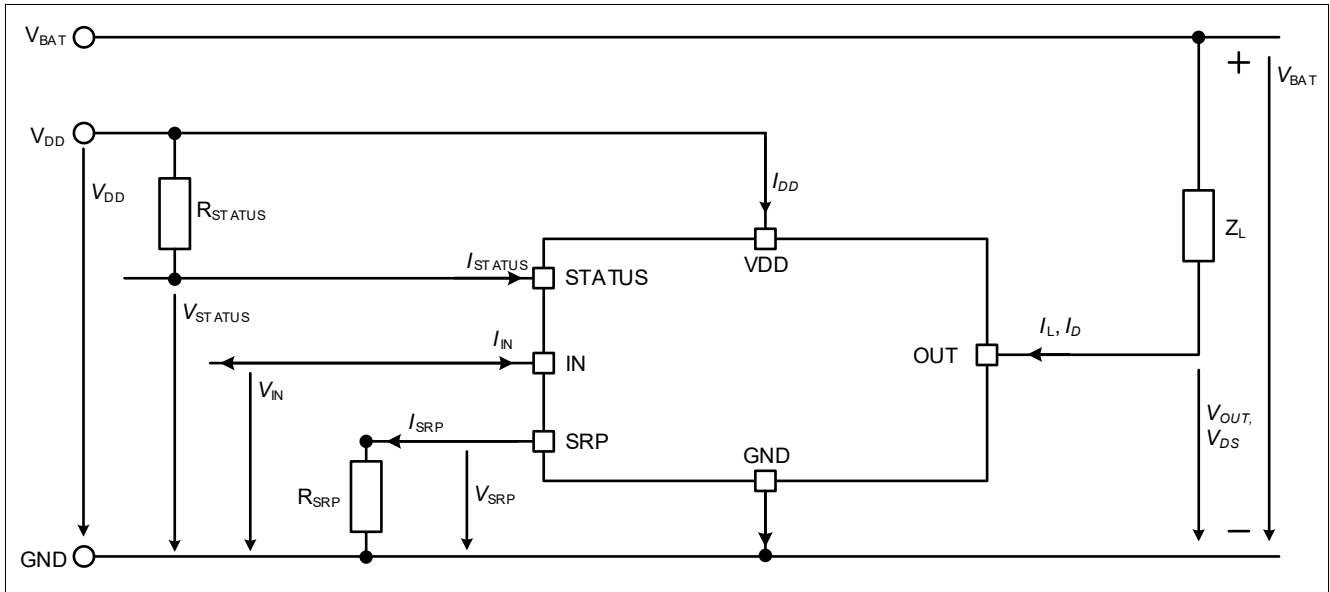 VBAT
+
VBAT
VDD
VDD
RSTATUS
IDD
ZL
VDD
ISTATUS
STATUS
VSTATUS
IL, ID
OUT
IIN
IN
VIN
VOUT,
VDS
ISRP
SRP
GND
RSRP
VSRP
–
GND